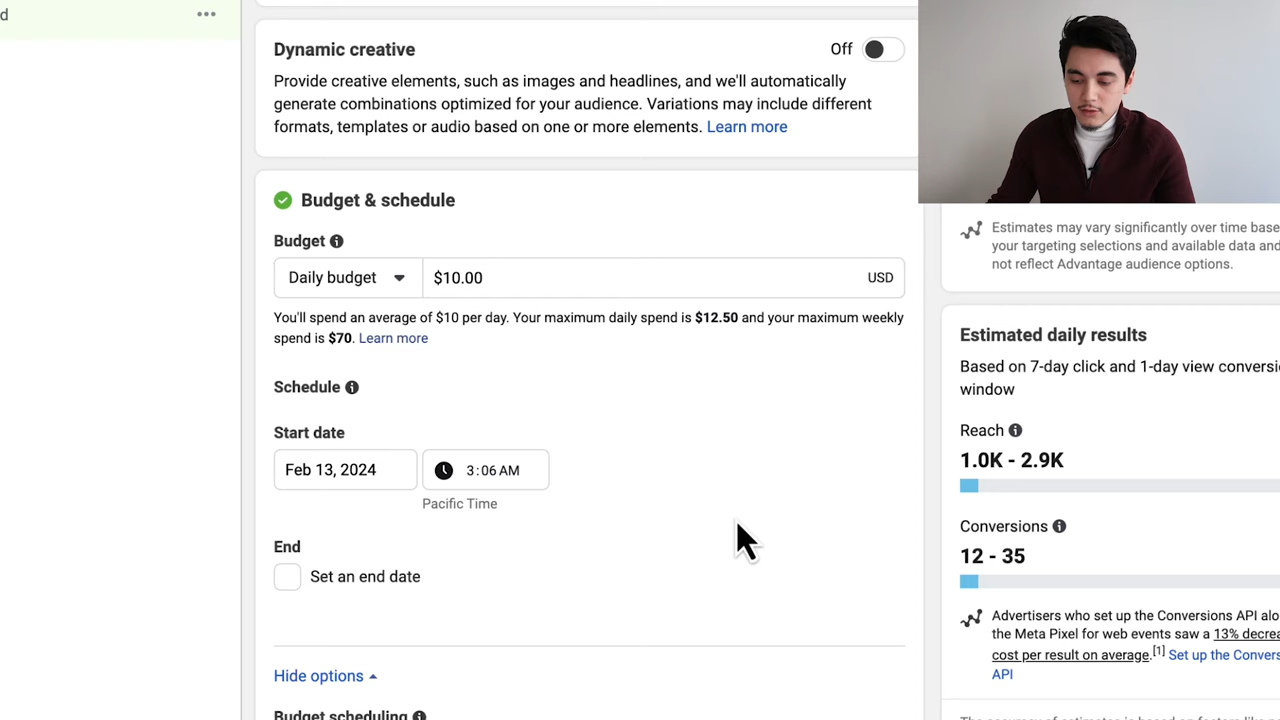 d
Dynamic creative
Off
Provide creative elements, such as images and headlines, and we'll automatically
generate combinations optimized for your audience. Variations may include different
formats, templates or audio based on one or more elements. Learn more
Budget & schedule
Budget
Daily budget
$10.00
USD
You'll spend an average of $10 per day. Your maximum daily spend is $12.50 and your maximum weekly
spend is $70. Learn more
Schedule
Start date
Feb 13, 2024
3:06 AM
Pacific Time
End
Set an end date
Hide options
Budget scheduling
Estimates may vary significantly over time base
your targeting selections and available data and
not reflect Advantage audience options.
Estimated daily results
Based on 7-day click and 1-day view conversi
window
Reach
1.0K - 2.9K
Conversions
12 - 35
Advertisers who set up the Conversions API alo
the Meta Pixel for web events saw a 13% decrea
cost per result on average.[1] Set up the Convers
API